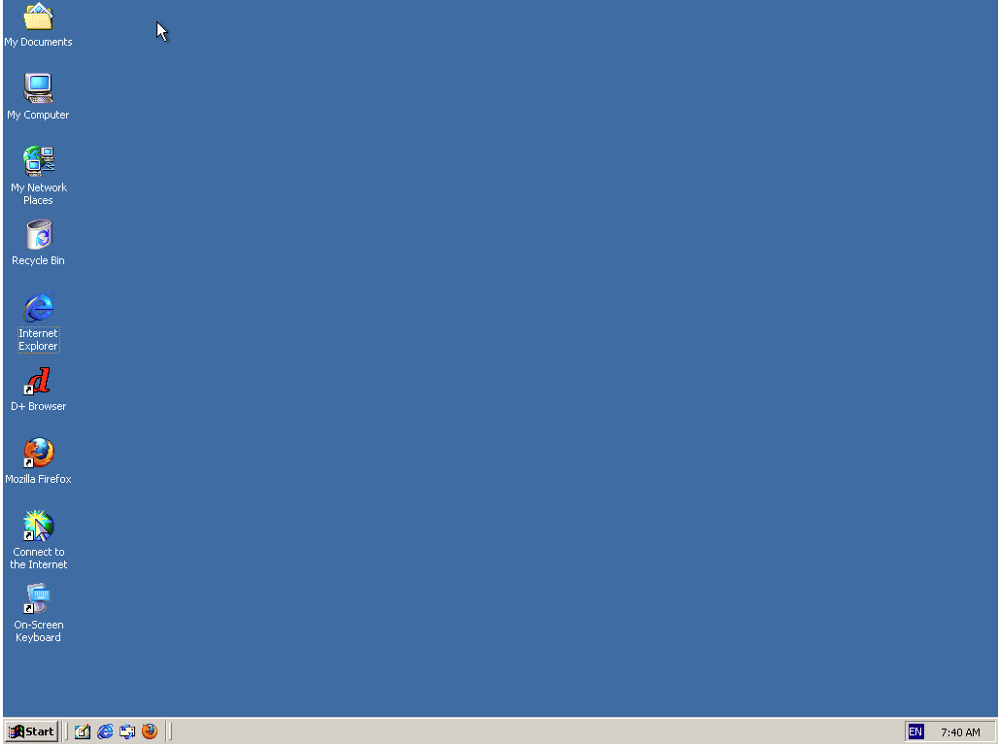 My Documents
My Computer
My Network
Places
Recycle Bin
Internet
Explorer
D+ Browser
Mozilla Firefox
Connect to
the Internet
On-Screen
Keyboard
Start
EN
7:40 AM